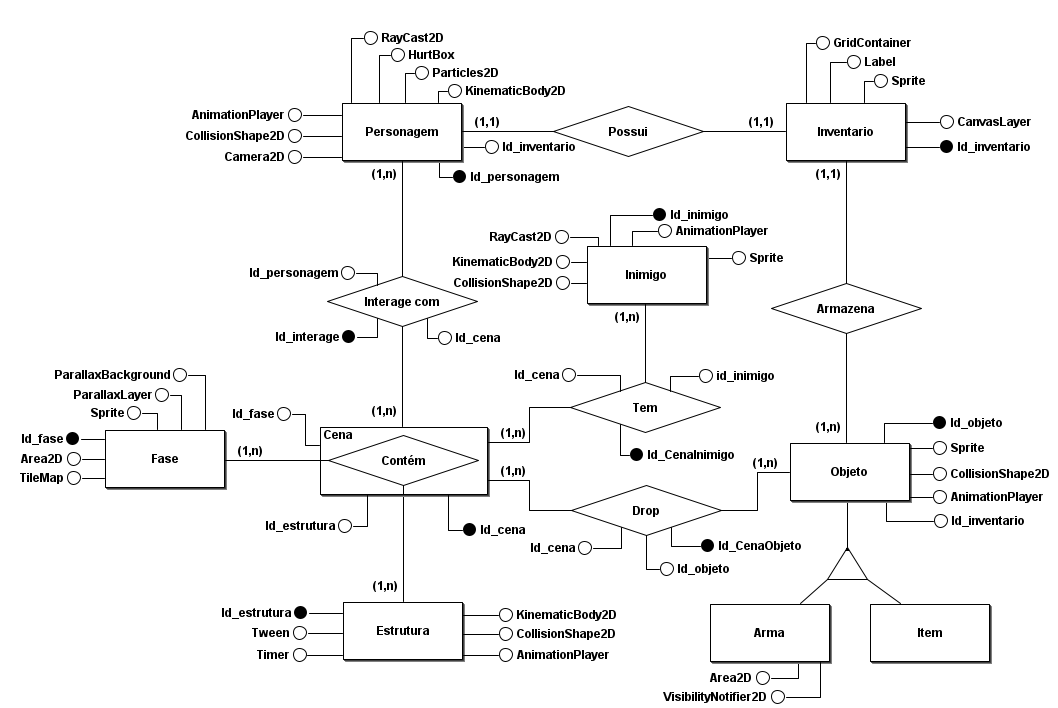 RayCast2D
HurtBox
Particles2D
KinematicBody2D
AnimationPlayer
CollisionShape2D
Camera2D
Personagem
Id_inventario
Id_personagem
(1,1)
Possui
(1,1)
GridContainer
Label
Sprite
Inventario
CanvasLayer
Id_inventario
(1,n)
(1,1)
Id_inimigo
AnimationPlayer
RayCast2D
KinematicBody2D
CollisionShape2D
Inimigo
Sprite
(1,n)
Id_personagem
Interage com
Id_interage
Id_cena
Armazena
ParallaxBackground
ParallaxLayer
Sprite
Id_fase
Area2D
TileMap
Fase
(1,n)
Id_fase
(1,n)
Cena
Contém
Id_estrutura
Id_cena
Id_cena
id_inimigo
Tem
(1,n)
Id_CenaInimigo
(1,n)
Drop
(1,n)
Id_cena
Id_objeto
Id_CenaObjeto
(1,n)
Id_objeto
Sprite
CollisionShape2D
AnimationPlayer
Id_inventario
Objeto
(1,n)
Id_estrutura
Tween
Timer
Estrutura
KinematicBody2D
CollisionShape2D
AnimationPlayer
Arma
Item
Area2D
VisibilityNotifier2D